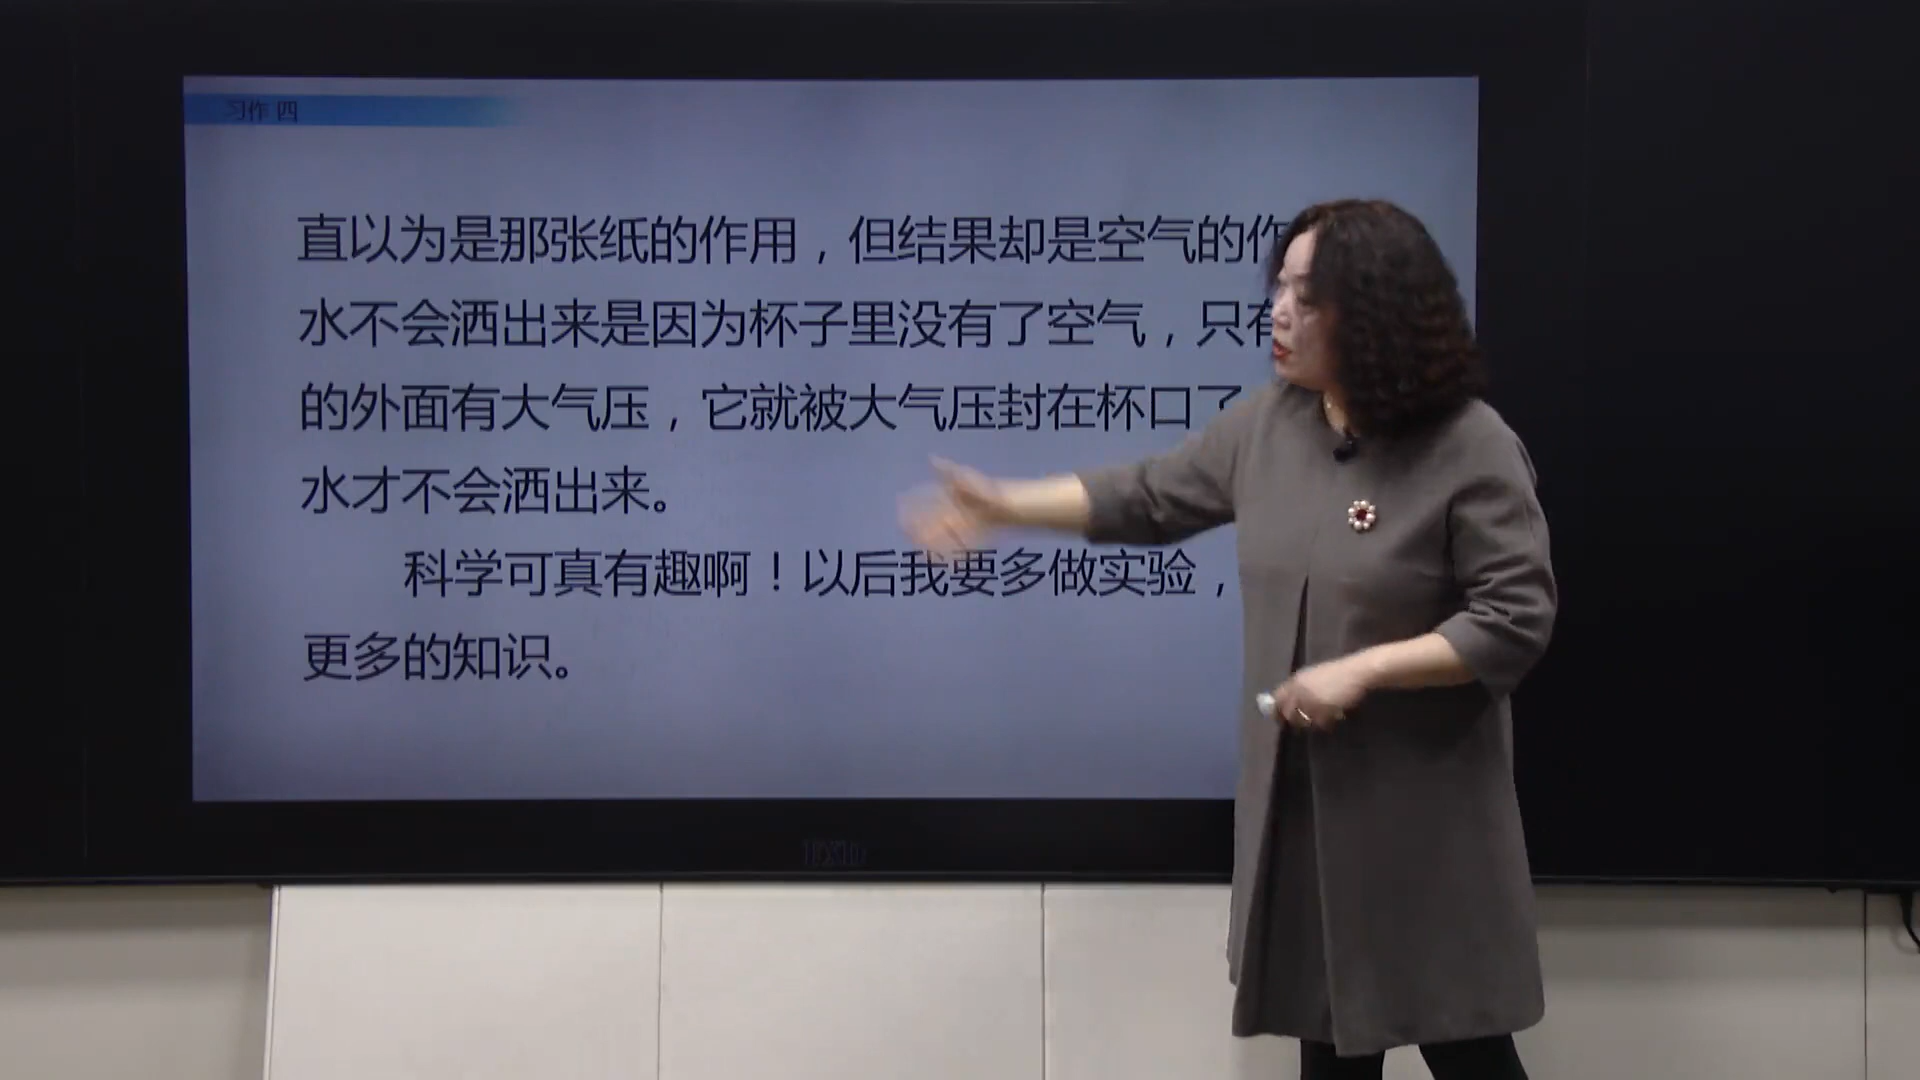 习作 四
直以为是那张纸的作用，但结果却是空气的作
水不会洒出来是因为杯子里没有了空气，只有
的外面有大气压，它就被大气压封在杯口了
水才不会洒出来。
科学可真有趣啊！以后我要多做实验，
更多的知识。